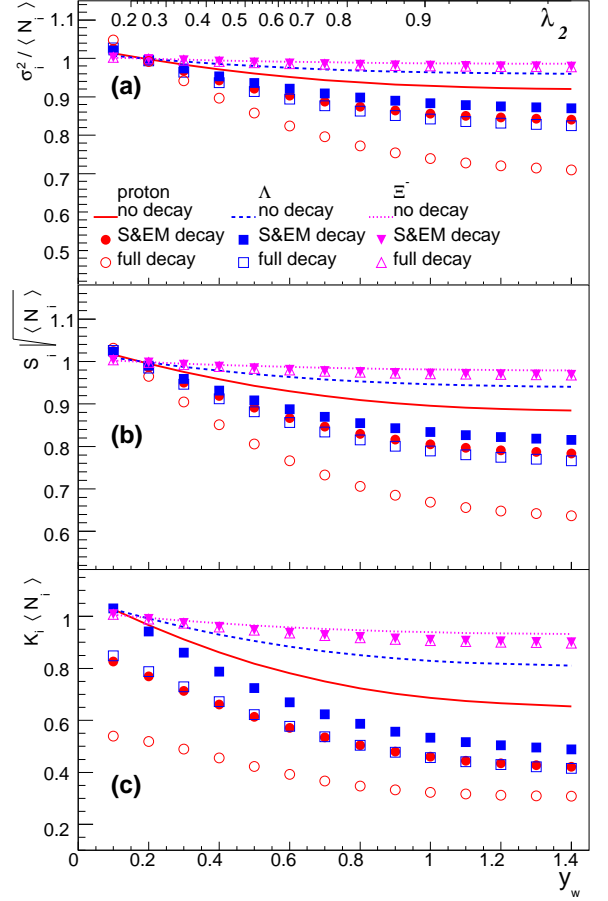 0.2 0.3 0.4 0.5 0.6 0.7 0.8 0.9 λ₂
σᵢ²/⟨Nᵢ⟩
1.1
1
0.9
0.8
0.7
0.6
0.5
(a)
proton Λ Ξ⁻
no decay no decay no decay
S&EM decay S&EM decay S&EM decay
full decay full decay full decay
Sᵢ√⟨Nᵢ⟩
1.1
1
0.9
0.8
0.7
0.6
(b)
Kᵢ⟨Nᵢ⟩
1
0.8
0.6
0.4
0.2
(c)
0 0.2 0.4 0.6 0.8 1 1.2 1.4
y_w